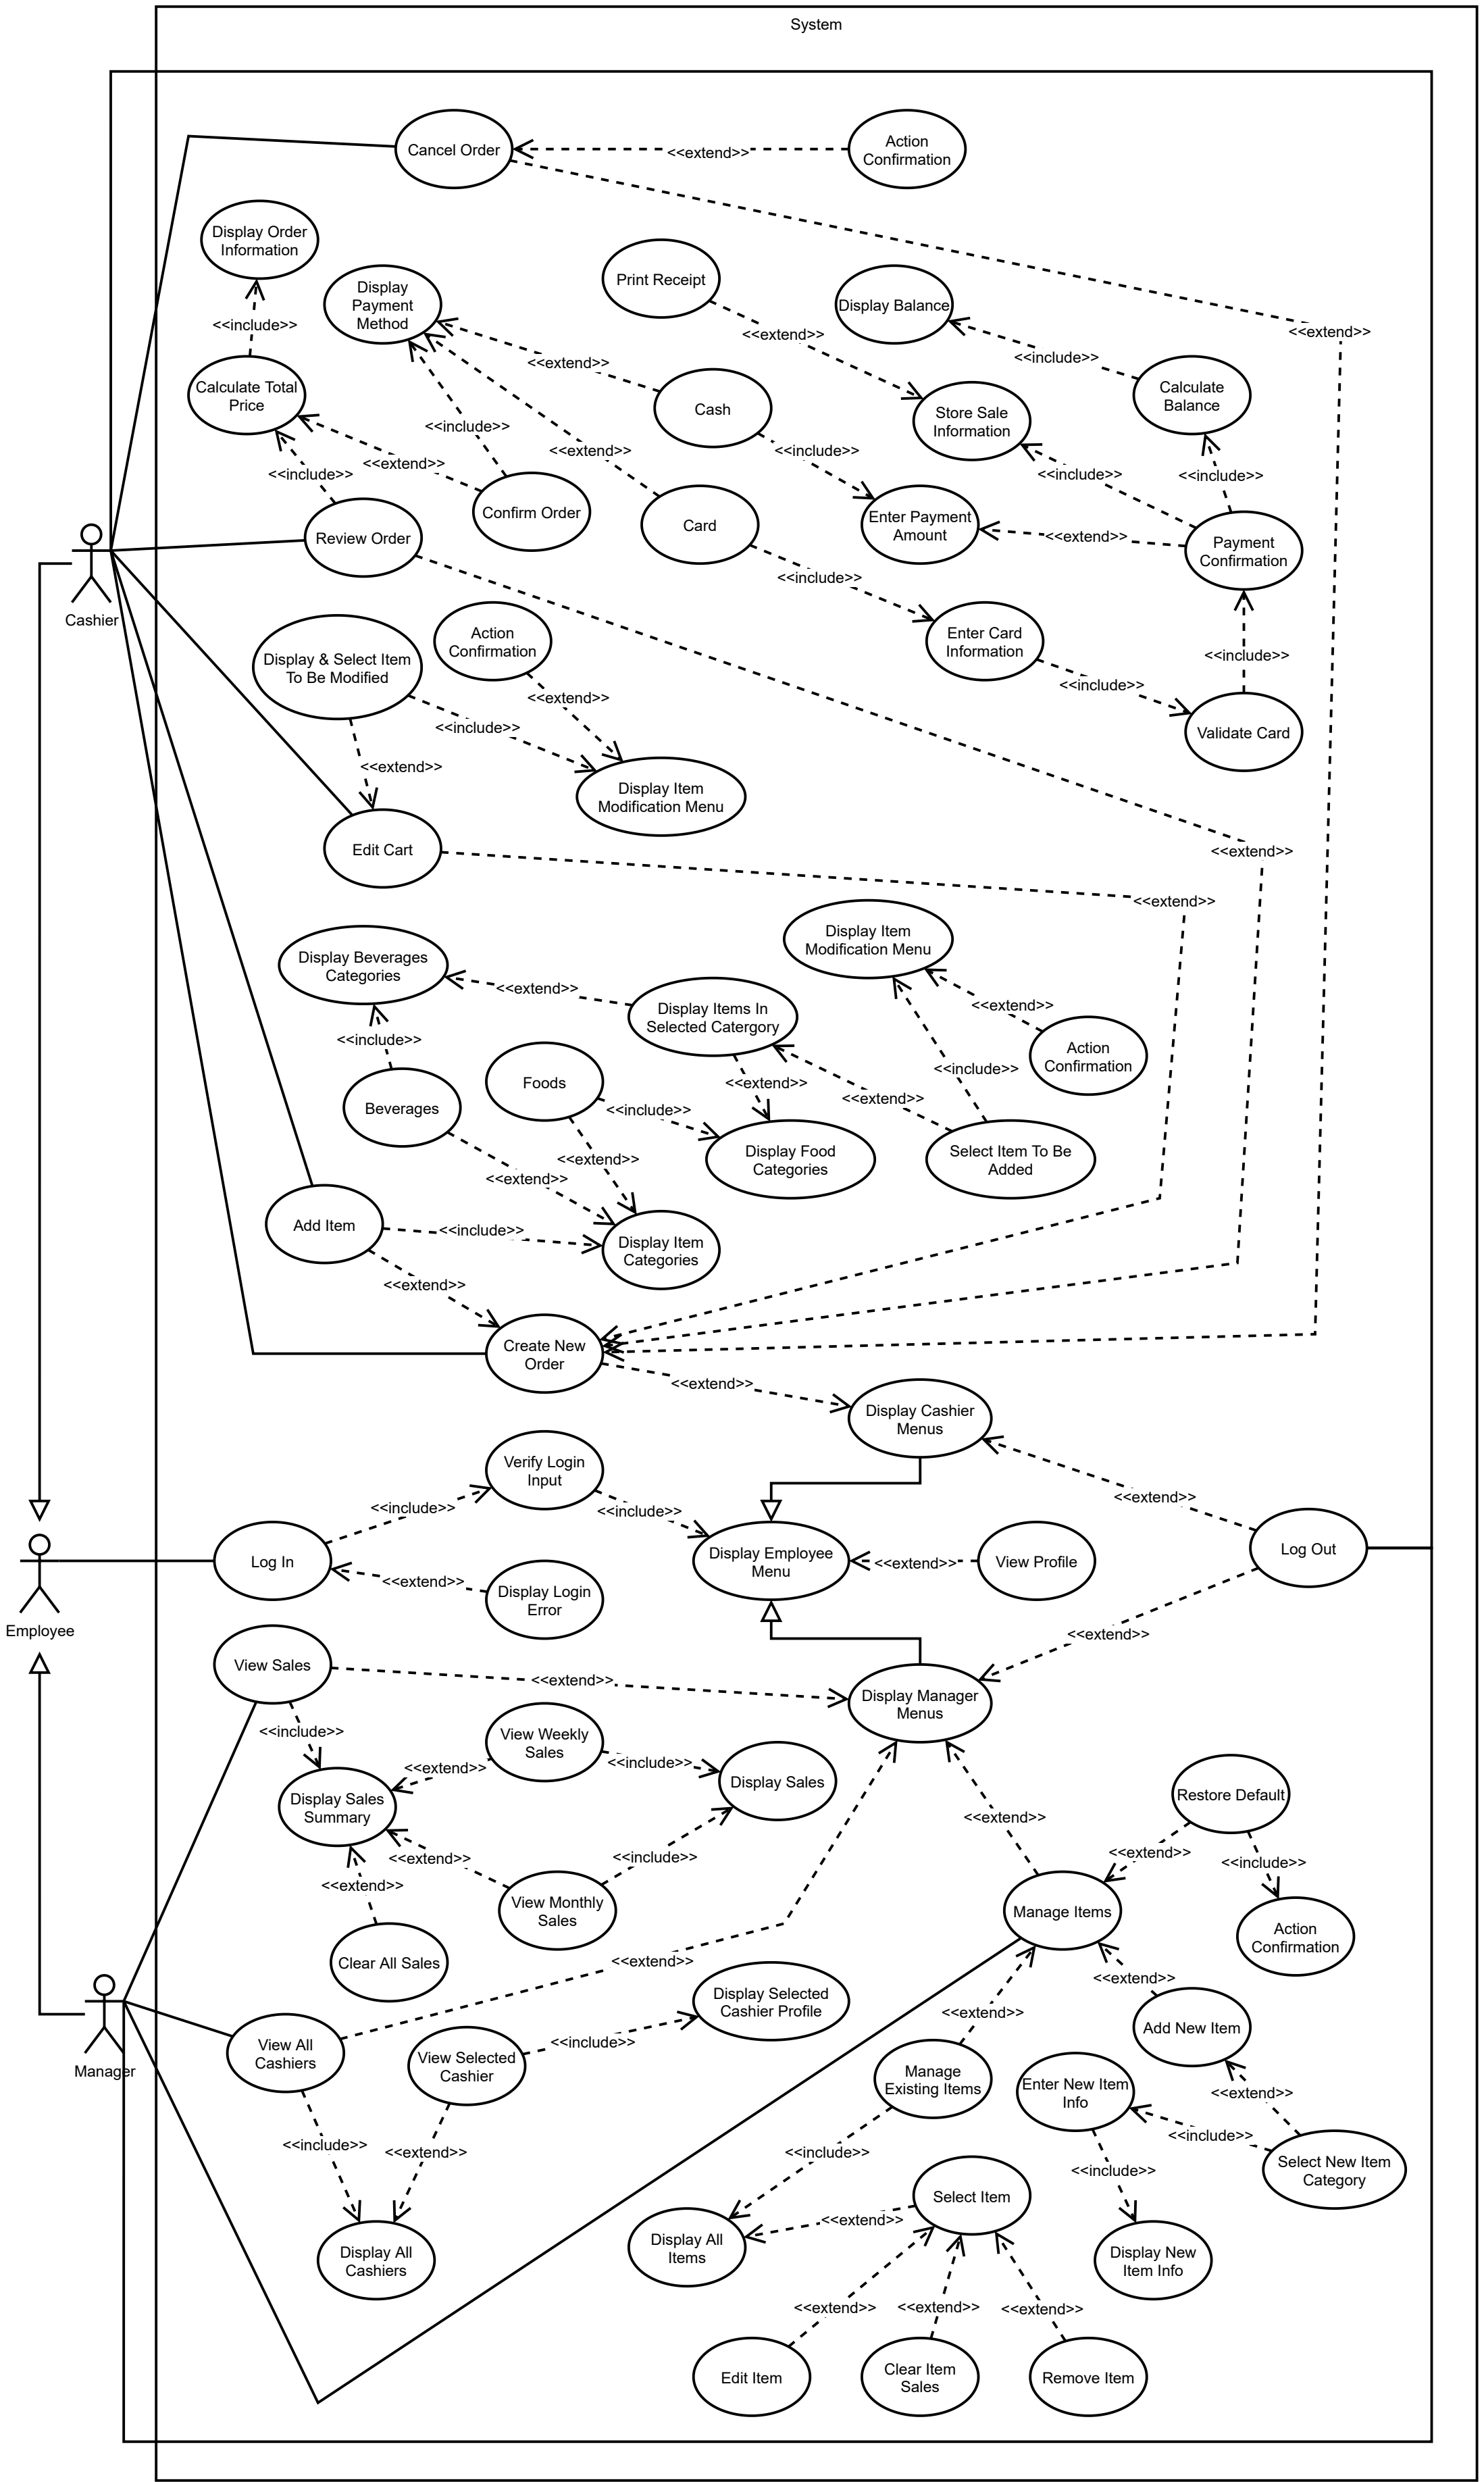 System
Cancel Order
<<extend>>
Action
Confirmation
Display Order
Information
Display
Payment
Method
Print Receipt
Display Balance
<<include>>
<<extend>>
<<extend>>
<<include>>
<<extend>>
Calculate Total
Price
Cash
Store Sale
Information
Calculate
Balance
<<include>>
<<extend>>
<<include>>
<<extend>>
<<include>>
<<include>>
<<include>>
Review Order
Confirm Order
Card
Enter Payment
Amount
<<extend>>
Payment
Confirmation
<<include>>
Cashier
Display & Select Item
To Be Modified
Action
Confirmation
Enter Card
Information
<<include>>
<<include>>
<<extend>>
<<include>>
Validate Card
<<extend>>
Display Item
Modification Menu
Edit Cart
<<extend>>
<<extend>>
Display Beverages
Categories
Display Item
Modification Menu
<<extend>>
Display Items In
Selected Catergory
<<extend>>
<<include>>
Action
Confirmation
Beverages
Foods
<<extend>>
<<include>>
<<include>>
<<extend>>
Display Food
Categories
Select Item To Be
Added
<<extend>>
<<extend>>
Add Item
<<include>>
Display Item
Categories
<<extend>>
Create New
Order
<<extend>>
Display Cashier
Menus
Verify Login
Input
<<include>>
<<include>>
<<extend>>
Log In
Display Employee
Menu
<<extend>>
View Profile
Log Out
<<extend>>
Display Login
Error
Employee
<<extend>>
View Sales
<<extend>>
Display Manager
Menus
<<include>>
View Weekly
Sales
<<include>>
<<extend>>
Display Sales
Display Sales
Summary
Restore Default
<<extend>>
<<extend>>
<<include>>
<<extend>>
<<include>>
<<extend>>
View Monthly
Sales
Manage Items
Action
Confirmation
Clear All Sales
<<extend>>
<<extend>>
Display Selected
Cashier Profile
<<extend>>
Add New Item
Manager
View All
Cashiers
View Selected
Cashier
<<include>>
Manage
Existing Items
Enter New Item
Info
<<extend>>
<<include>>
<<extend>>
<<include>>
<<include>>
<<include>>
Select New Item
Category
Select Item
<<extend>>
Display All
Cashiers
Display All
Items
Display New
Item Info
<<extend>>
<<extend>>
<<extend>>
Edit Item
Clear Item
Sales
Remove Item